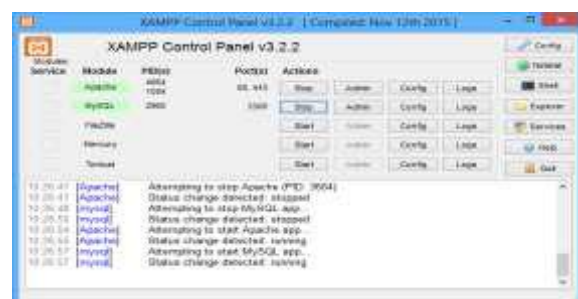 XAMPP Control Panel v3.2.2 [ Compiled: Nov 12th 2015 ]
XAMPP Control Panel v3.2.2
Config
Modules
Service Module PID(s) Port(s) Actions
Netstat
Apache 80, 443 Stop Admin Config Logs
Shell
MySQL Stop Admin Config Logs
Explorer
FileZilla Start Admin Config Logs
Services
Mercury Start Admin Config Logs
Help
Tomcat Start Admin Config Logs
Quit
[Apache] Attempting to stop Apache (PID: 3664)
[Apache] Status change detected: stopped
[mysql] Attempting to stop MySQL app...
[mysql] Status change detected: stopped
[Apache] Attempting to start Apache app...
[Apache] Status change detected: running
[mysql] Attempting to start MySQL app...
[mysql] Status change detected: running